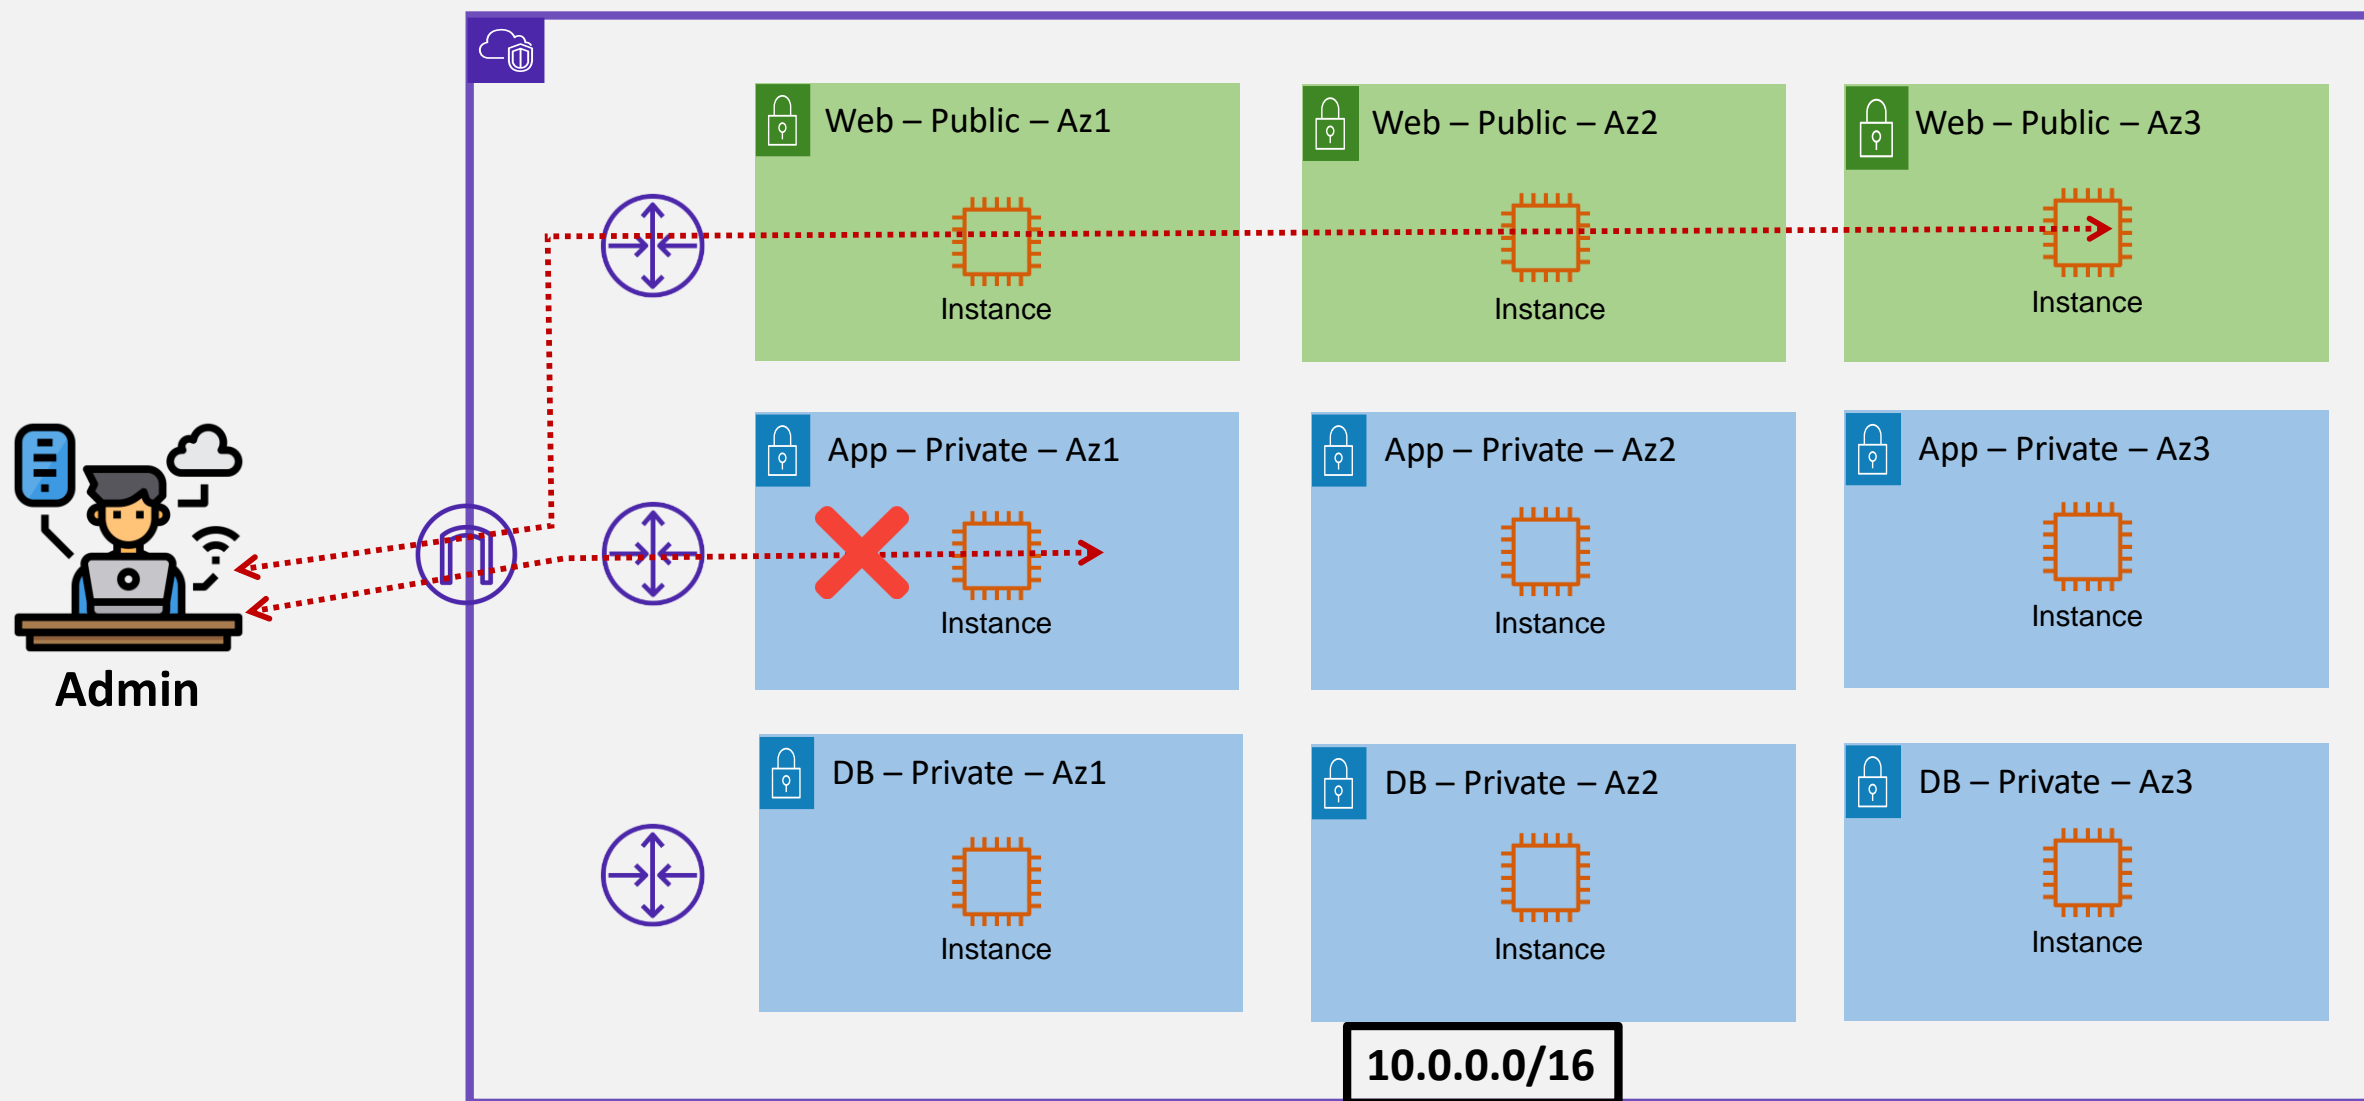 Web – Public – Az1
Web – Public – Az2
Web – Public – Az3
Instance
Instance
Instance
App – Private – Az1
App – Private – Az2
App – Private – Az3
Instance
Instance
Instance
Admin
DB – Private – Az1
DB – Private – Az2
DB – Private – Az3
Instance
Instance
Instance
10.0.0.0/16